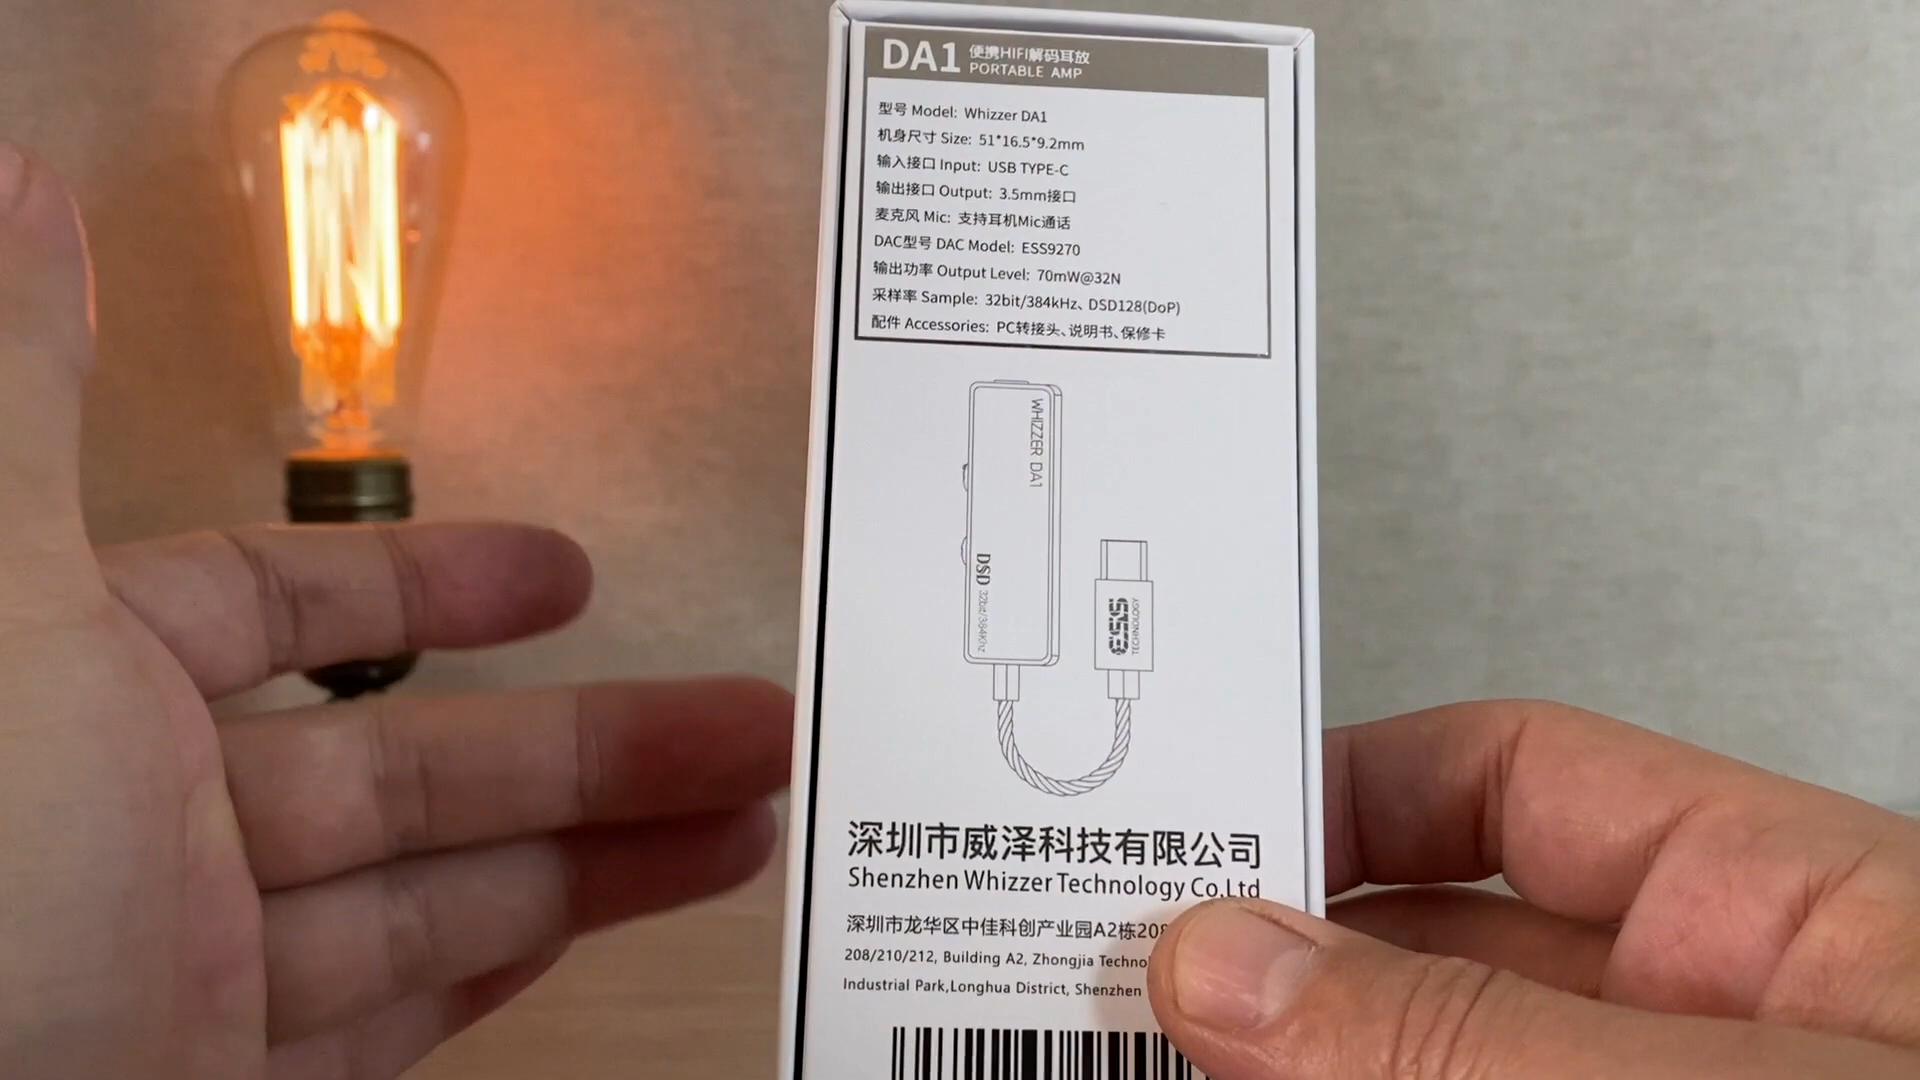 DA1 便携HIFI解码耳放
PORTABLE AMP
型号 Model: Whizzer DA1
机身尺寸 Size: 51*16.5*9.2mm
输入接口 Input: USB TYPE-C
输出接口 Output: 3.5mm接口
麦克风 Mic: 支持耳机Mic通话
DAC型号 DAC Model: ESS9270
输出功率 Output Level: 70mW@32N
采样率 Sample: 32bit/384kHz、DSD128(DoP)
配件 Accessories: PC转接头、说明书、保修卡
WHIZZER DA1
DSD 32bit/384Khz
TECHNOLOGY
深圳市威泽科技有限公司
Shenzhen Whizzer Technology Co,Ltd
深圳市龙华区中佳科创产业园A2栋208
208/210/212, Building A2, Zhongjia
Industrial Park,Longhua District, Shenzhen